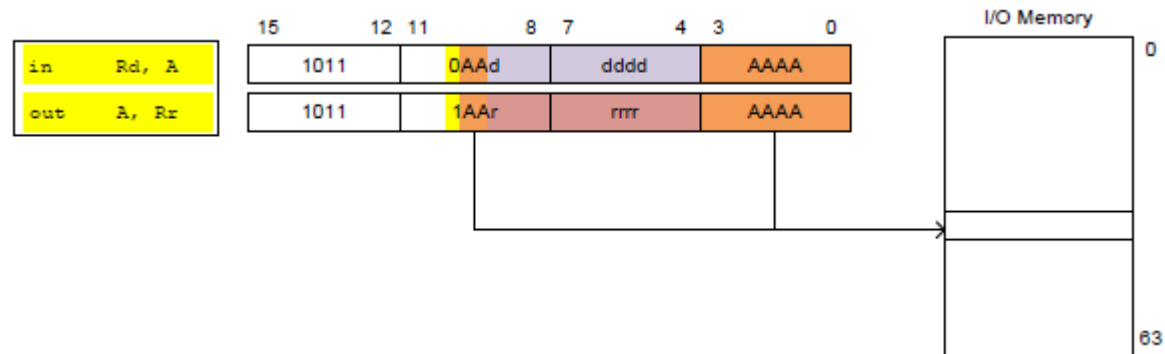 I/O Memory
15 12 11 8 7 4 3 0
0
in Rd, A 1011 0AAd dddd AAAA
out A, Rr 1011 1AAr rrrr AAAA
63